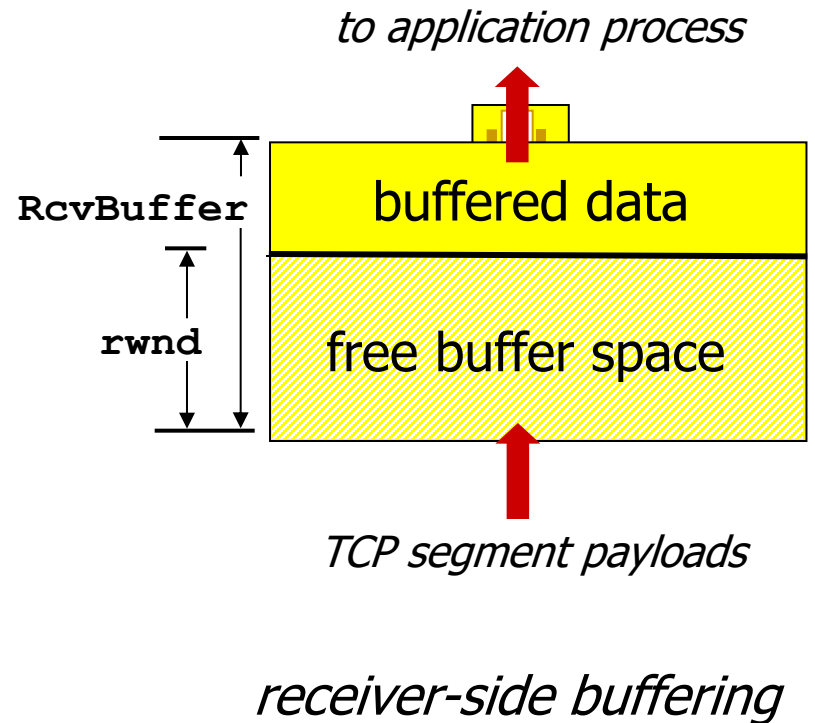 to application process
RcvBuffer
buffered data
rwnd
free buffer space
TCP segment payloads
receiver-side buffering